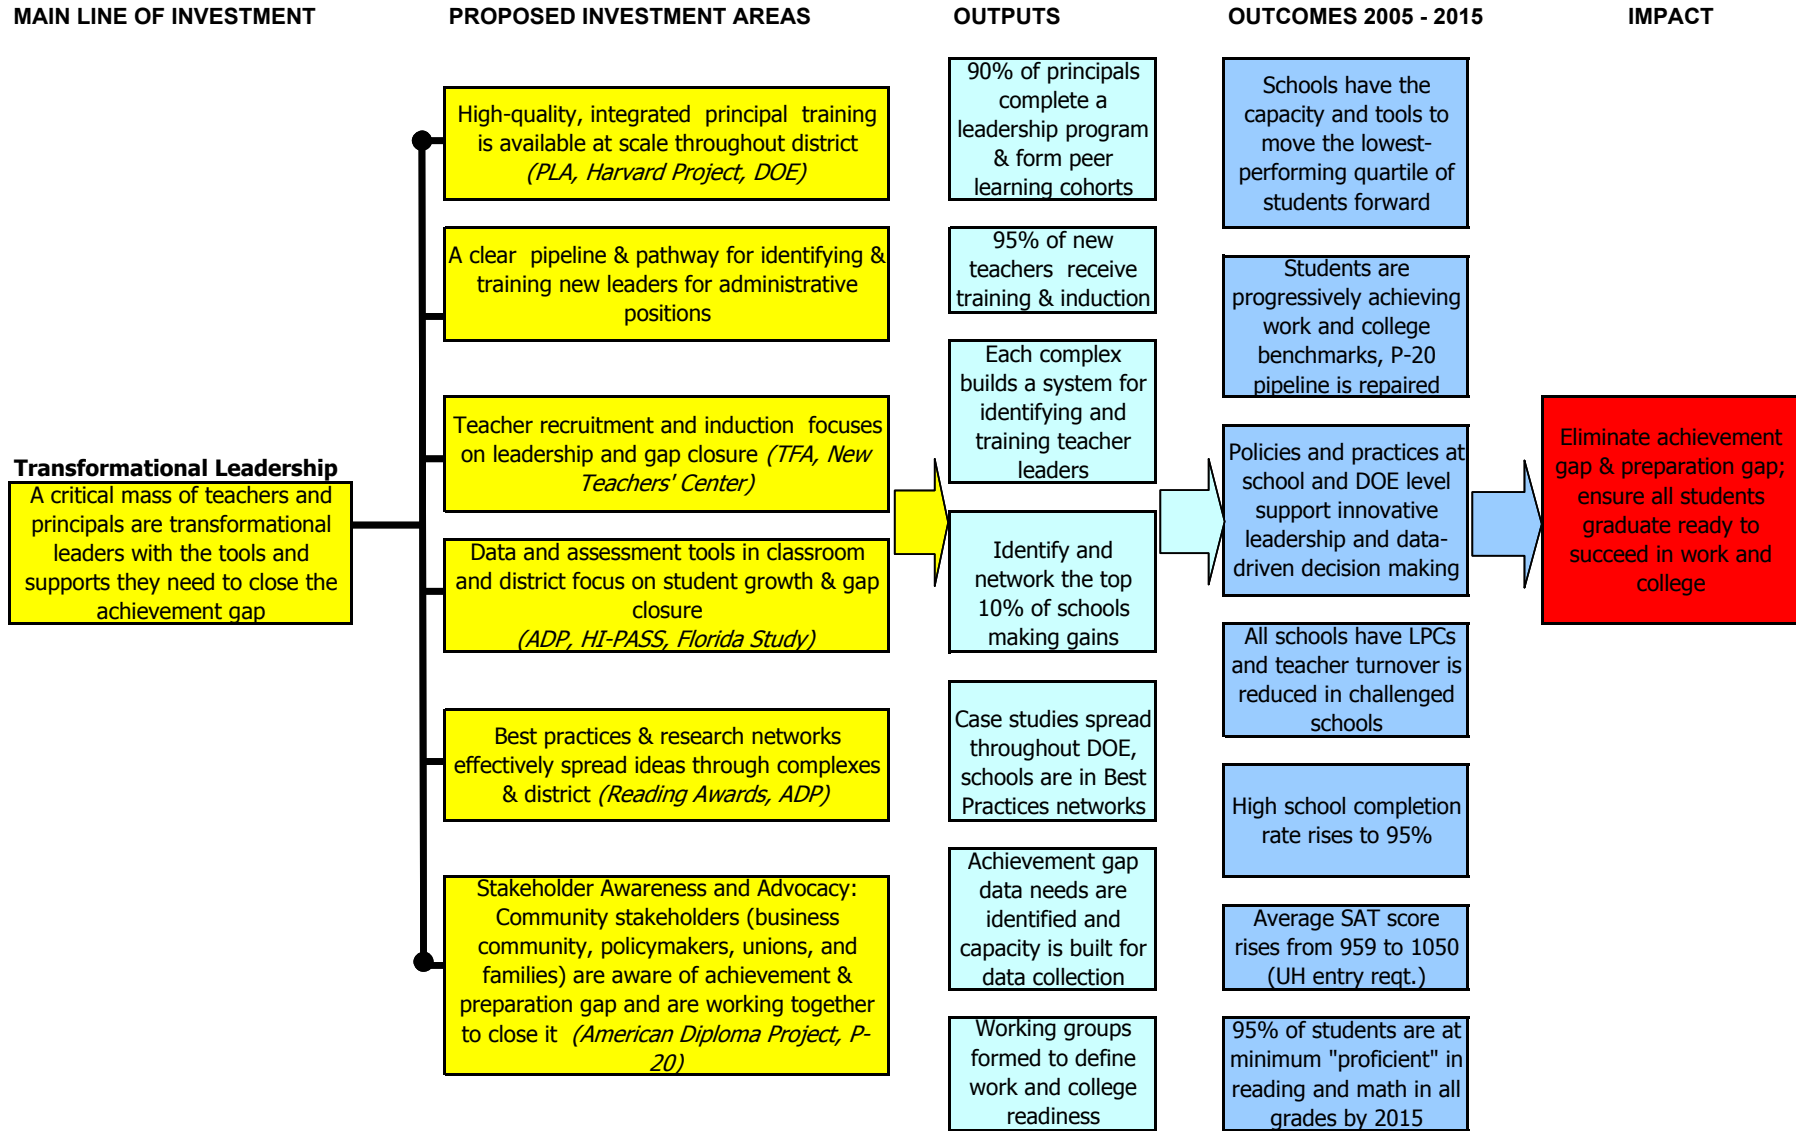 MAIN LINE OF INVESTMENT
PROPOSED INVESTMENT AREAS
OUTPUTS
OUTCOMES 2005 - 2015
IMPACT
Transformational Leadership
A critical mass of teachers and
principals are transformational
leaders with the tools and
supports they need to close the
achievement gap
High-quality, integrated principal training
is available at scale throughout district
(PLA, Harvard Project, DOE)
A clear pipeline & pathway for identifying &
training new leaders for administrative
positions
Teacher recruitment and induction focuses
on leadership and gap closure (TFA, New
Teachers' Center)
Data and assessment tools in classroom
and district focus on student growth & gap
closure
(ADP, HI-PASS, Florida Study)
Best practices & research networks
effectively spread ideas through complexes
& district (Reading Awards, ADP)
Stakeholder Awareness and Advocacy:
Community stakeholders (business
community, policymakers, unions, and
families) are aware of achievement &
preparation gap and are working together
to close it (American Diploma Project, P-
20)
90% of principals
complete a
leadership program
& form peer
learning cohorts
95% of new
teachers receive
training & induction
Each complex
builds a system for
identifying and
training teacher
leaders
Identify and
network the top
10% of schools
making gains
Case studies spread
throughout DOE,
schools are in Best
Practices networks
Achievement gap
data needs are
identified and
capacity is built for
data collection
Working groups
formed to define
work and college
readiness
Schools have the
capacity and tools to
move the lowest-
performing quartile of
students forward
Students are
progressively achieving
work and college
benchmarks, P-20
pipeline is repaired
Policies and practices at
school and DOE level
support innovative
leadership and data-
driven decision making
All schools have LPCs
and teacher turnover is
reduced in challenged
schools
High school completion
rate rises to 95%
Average SAT score
rises from 959 to 1050
(UH entry reqt.)
95% of students are at
minimum "proficient" in
reading and math in all
grades by 2015
Eliminate achievement
gap & preparation gap;
ensure all students
graduate ready to
succeed in work and
college